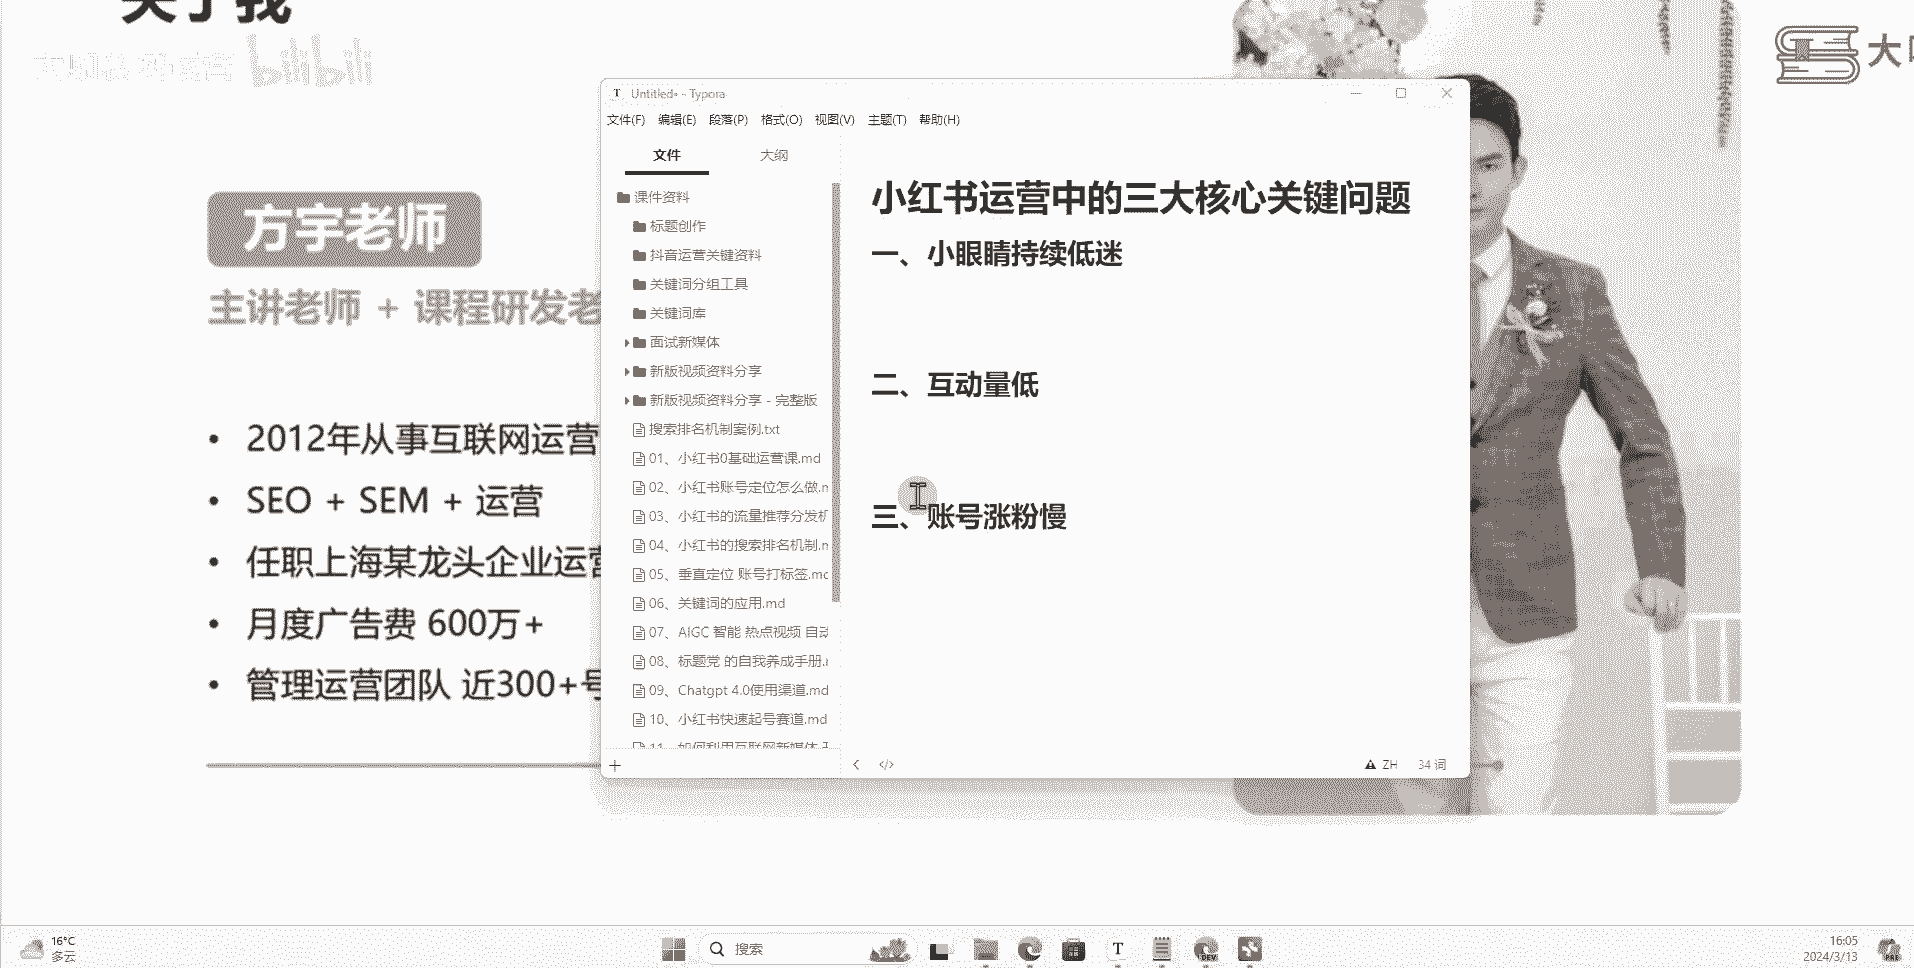 关于我
bilibili
大
方宇老师
主讲老师 + 课程研发老
• 2012年从事互联网运营
• SEO + SEM + 运营
• 任职上海某龙头企业运营
• 月度广告费 600万+
• 管理运营团队 近300+号
Untitled• - Typora
文件(F) 编辑(E) 段落(P) 格式(O) 视图(V) 主题(T) 帮助(H)
文件 大纲
课件资料
标题创作
抖音运营关键资料
关键词分组工具
关键词库
面试新媒体
新版视频资料分享
新版视频资料分享 - 完整版
搜索排名机制案例.txt
01、小红书0基础运营课.md
02、小红书账号定位怎么做.m
03、小红书的流量推荐分发机
04、小红书的搜索排名机制.m
05、垂直定位 账号打标签.md
06、关键词的应用.md
07、AIGC 智能 热点视频 自动
08、标题党 的自我养成手册.
09、Chatgpt 4.0使用渠道.md
10、小红书快速起号赛道.md
11、如何利用互联网新媒体
小红书运营中的三大核心关键问题
一、小眼睛持续低迷
二、互动量低
三、账号涨粉慢
ZH 34 词
16°C
多云
搜索
16:05
2024/3/13